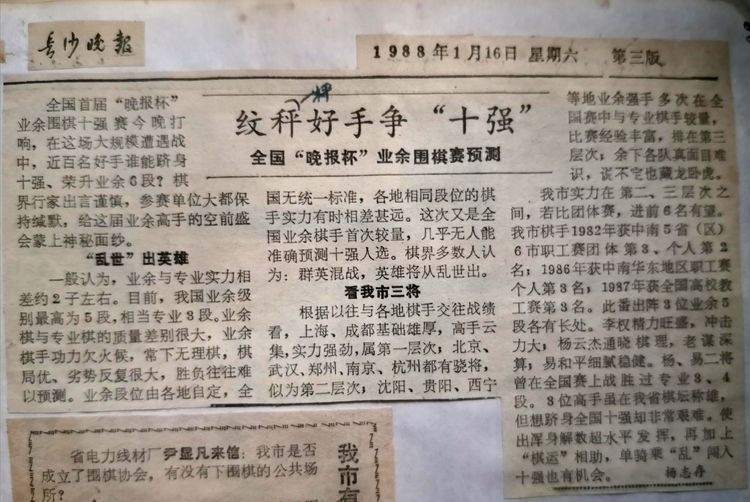 长沙晚报
1988年1月16日 星期六 第三版
纹秤好手争“十强”
枰
全国“晚报杯”业余围棋赛预测
全国首届“晚报杯”
业余围棋十强赛今晚打
响，在这场大规模遭遇战
中，近百名好手谁能跻身
十强、荣升业余6段？棋
界行家出言谨慎，参赛单位大都保
持缄默，给这届业余高手的空前盛
会蒙上神秘面纱。
“乱世”出英雄
一般认为，业余与专业实力相
差约2子左右。目前，我国业余级
别最高为5段，相当专业3段。业余
棋与专业棋的质量差别很大，业余
棋手功力欠火候，常下无理棋，棋
局优、劣势反复很大，胜负往往难
以预测。业余段位由各地自定，全
国无统一标准，各地相同段位的棋
手实力有时相差甚远。这次又是全
国业余棋手首次较量，几乎无人能
准确预测十强人选。棋界多数人认
为：群英混战，英雄将从乱世出。
看我市三将
根据以往与各地棋手交往战绩
看，上海、成都基础雄厚，高手云
集，实力强劲，属第一层次；北京、
武汉、郑州、南京、杭州都有骁将，
似为第二层次；沈阳、贵阳、西宁
等地业余强手多次在全
国赛中与专业棋手较量，
比赛经验丰富，排在第三
层次；余下各队真面目难
识，说不定也藏龙卧虎。
我市实力在第二、三层次之
间，若比团体赛，进前6名有望。
我市棋手1982年获中南5省（区）
6市职工赛团体第3、个人第2
名；1986年获中南华东地区职工赛
个人第3名；1987年获全国高校教
工赛第3名。此番出阵3位业余5
段各有长处。李权精力旺盛，冲击
力大；杨云杰通晓棋理，老谋深
算；易和平细腻稳健。杨、易二将
曾在全国赛上战胜过专业3、4
段。3位高手虽在我省棋坛称雄，
但想跻身全国十强却非常艰难。使
出浑身解数超水平发挥，再加上
“棋运”相助，单骑乘“乱”闯入
十强也有机会。 杨志存
省电力线材厂尹显凡来信：我市是否
成立了围棋协会，有没有下围棋的公共场
所？
我市有